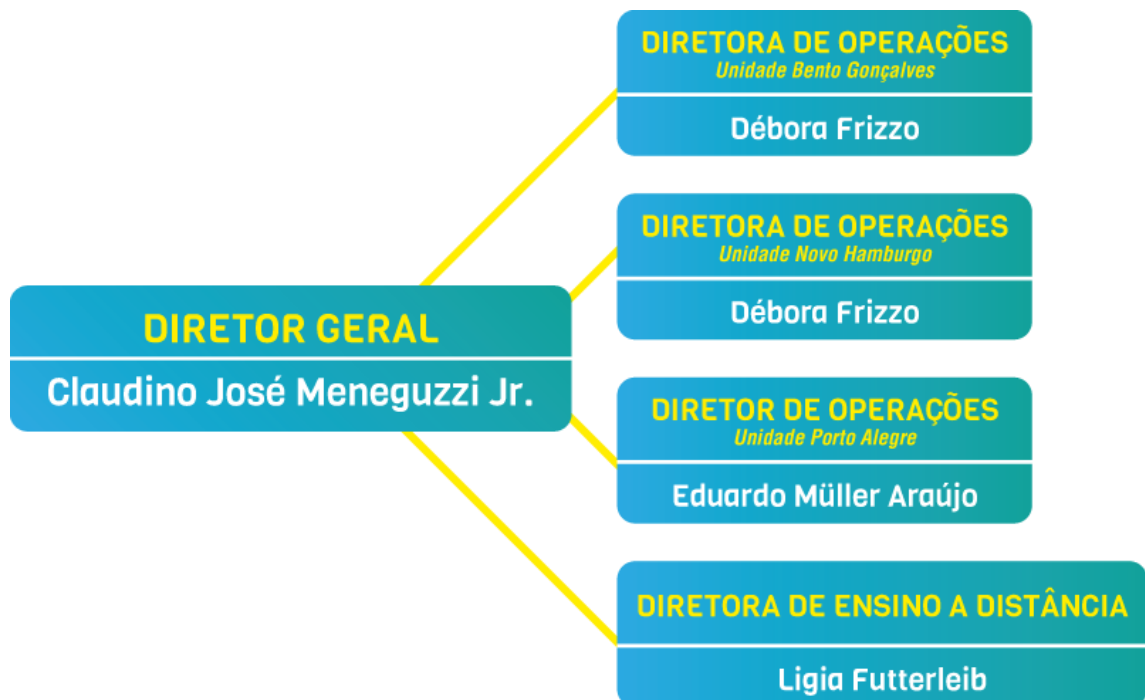 DIRETORA DE OPERAÇÕES
Unidade Bento Gonçalves
Débora Frizzo
DIRETORA DE OPERAÇÕES
Unidade Novo Hamburgo
Débora Frizzo
DIRETOR GERAL
Claudino José Meneguzzi Jr.
DIRETOR DE OPERAÇÕES
Unidade Porto Alegre
Eduardo Müller Araújo
DIRETORA DE ENSINO A DISTÂNCIA
Ligia Futterleib